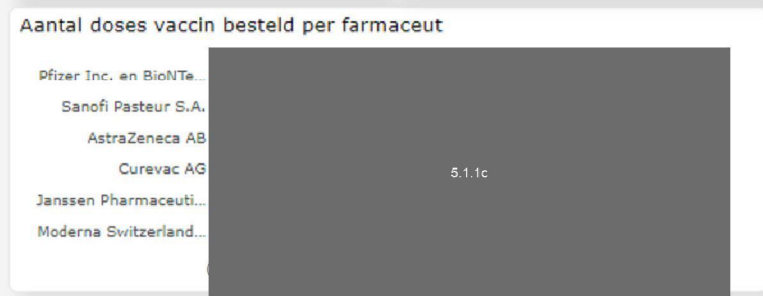 Aantal doses vaccin besteld per farmaceut
Pfizer Inc. en BioNTe...
Sanofi Pasteur S.A.
AstraZeneca AB
Curevac AG
5.1.1c
Janssen Pharmaceuti...
Moderna Switzerland...